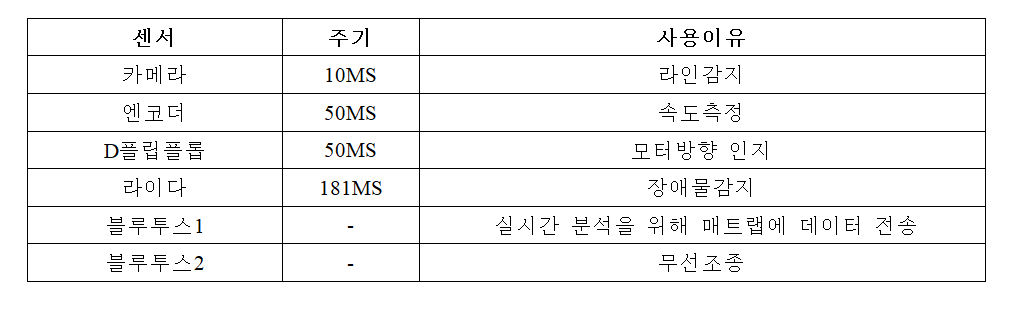 센서 주기 사용이유
카메라 10MS 라인감지
엔코더 50MS 속도측정
D플립플롭 50MS 모터방향 인지
라이다 181MS 장애물감지
블루투스1 - 실시간 분석을 위해 매트랩에 데이터 전송
블루투스2 - 무선조종